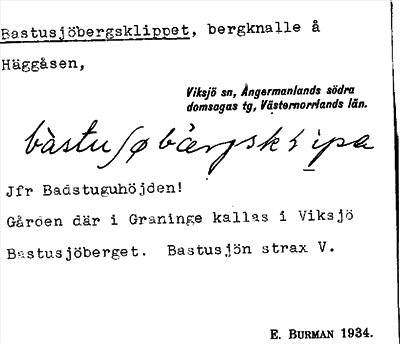 Bastusjöbergsklippet, bergknalle å
Häggåsen,
Viksjö sn, Ångermanlands södra
domsagas tg, Västernorrlands län.
bàstuʃøbærjskḷìpa
Jfr Badstuguhöjden!
Gården där i Graninge kallas i Viksjö
Bastusjöberget. Bastusjön strax V.
E. BURMAN 1934.